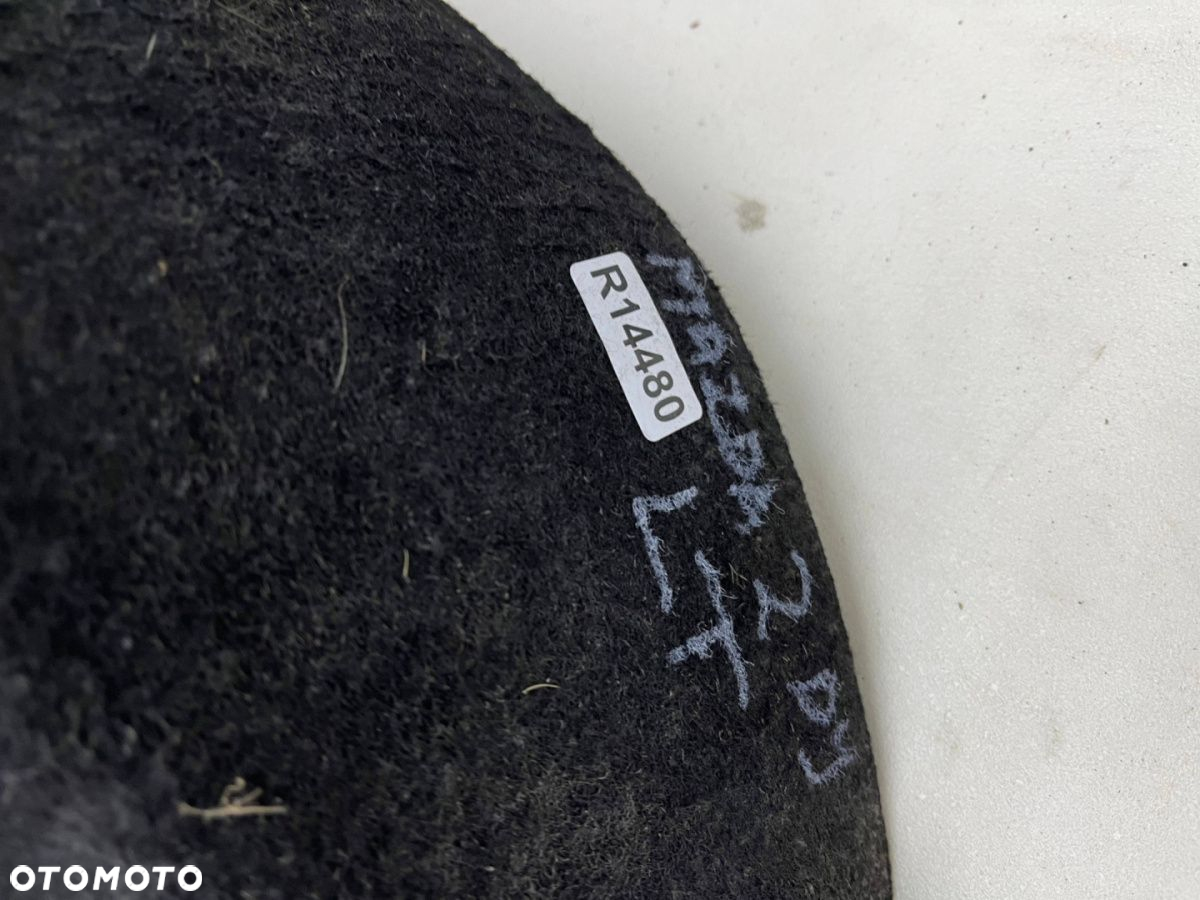 R14480
MAZDA 2 DY
LT
OTOMOTO